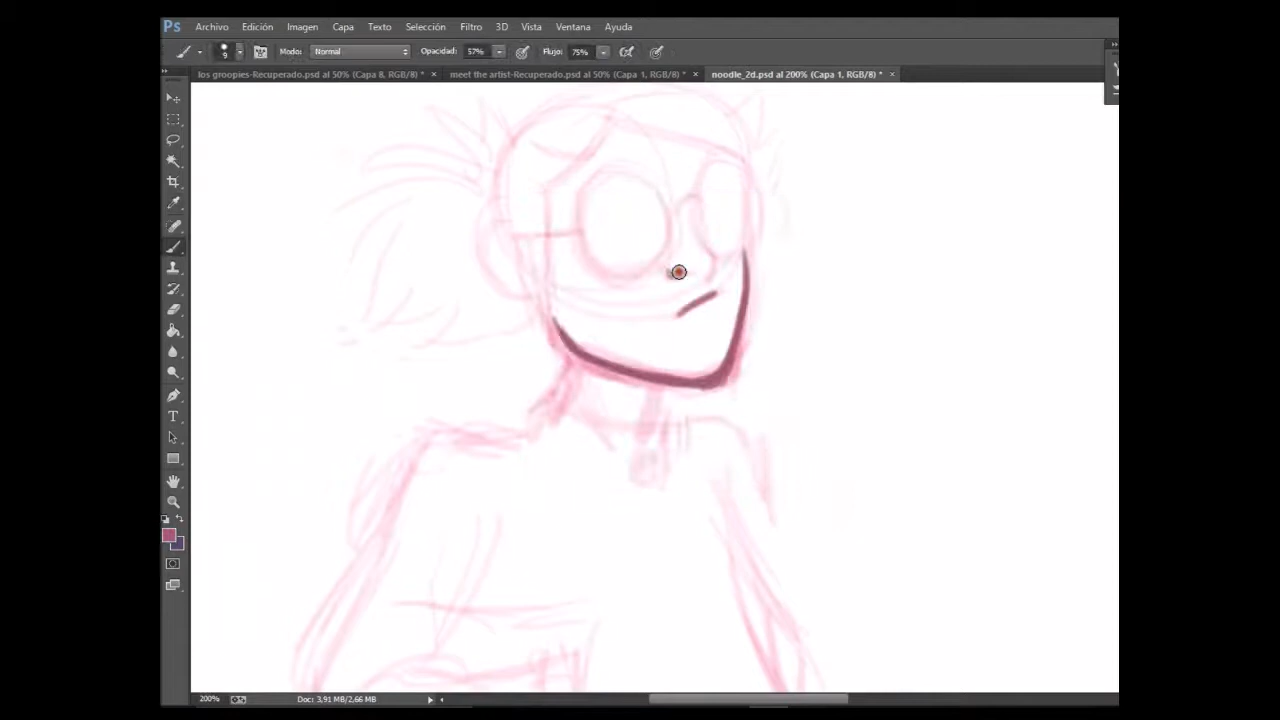 Ps Archivo Edición Imagen Capa Texto Selección Filtro 3D Vista Ventana Ayuda
9 Modo: Normal Opacidad: 57% Flujo: 75%
los groopies-Recuperado.psd al 50% (Capa 8, RGB/8) * × meet the artist-Recuperado.psd al 50% (Capa 1, RGB/8) * × noodle_2d.psd al 200% (Capa 1, RGB/8) * ×
200% Doc: 3,91 MB/2,66 MB